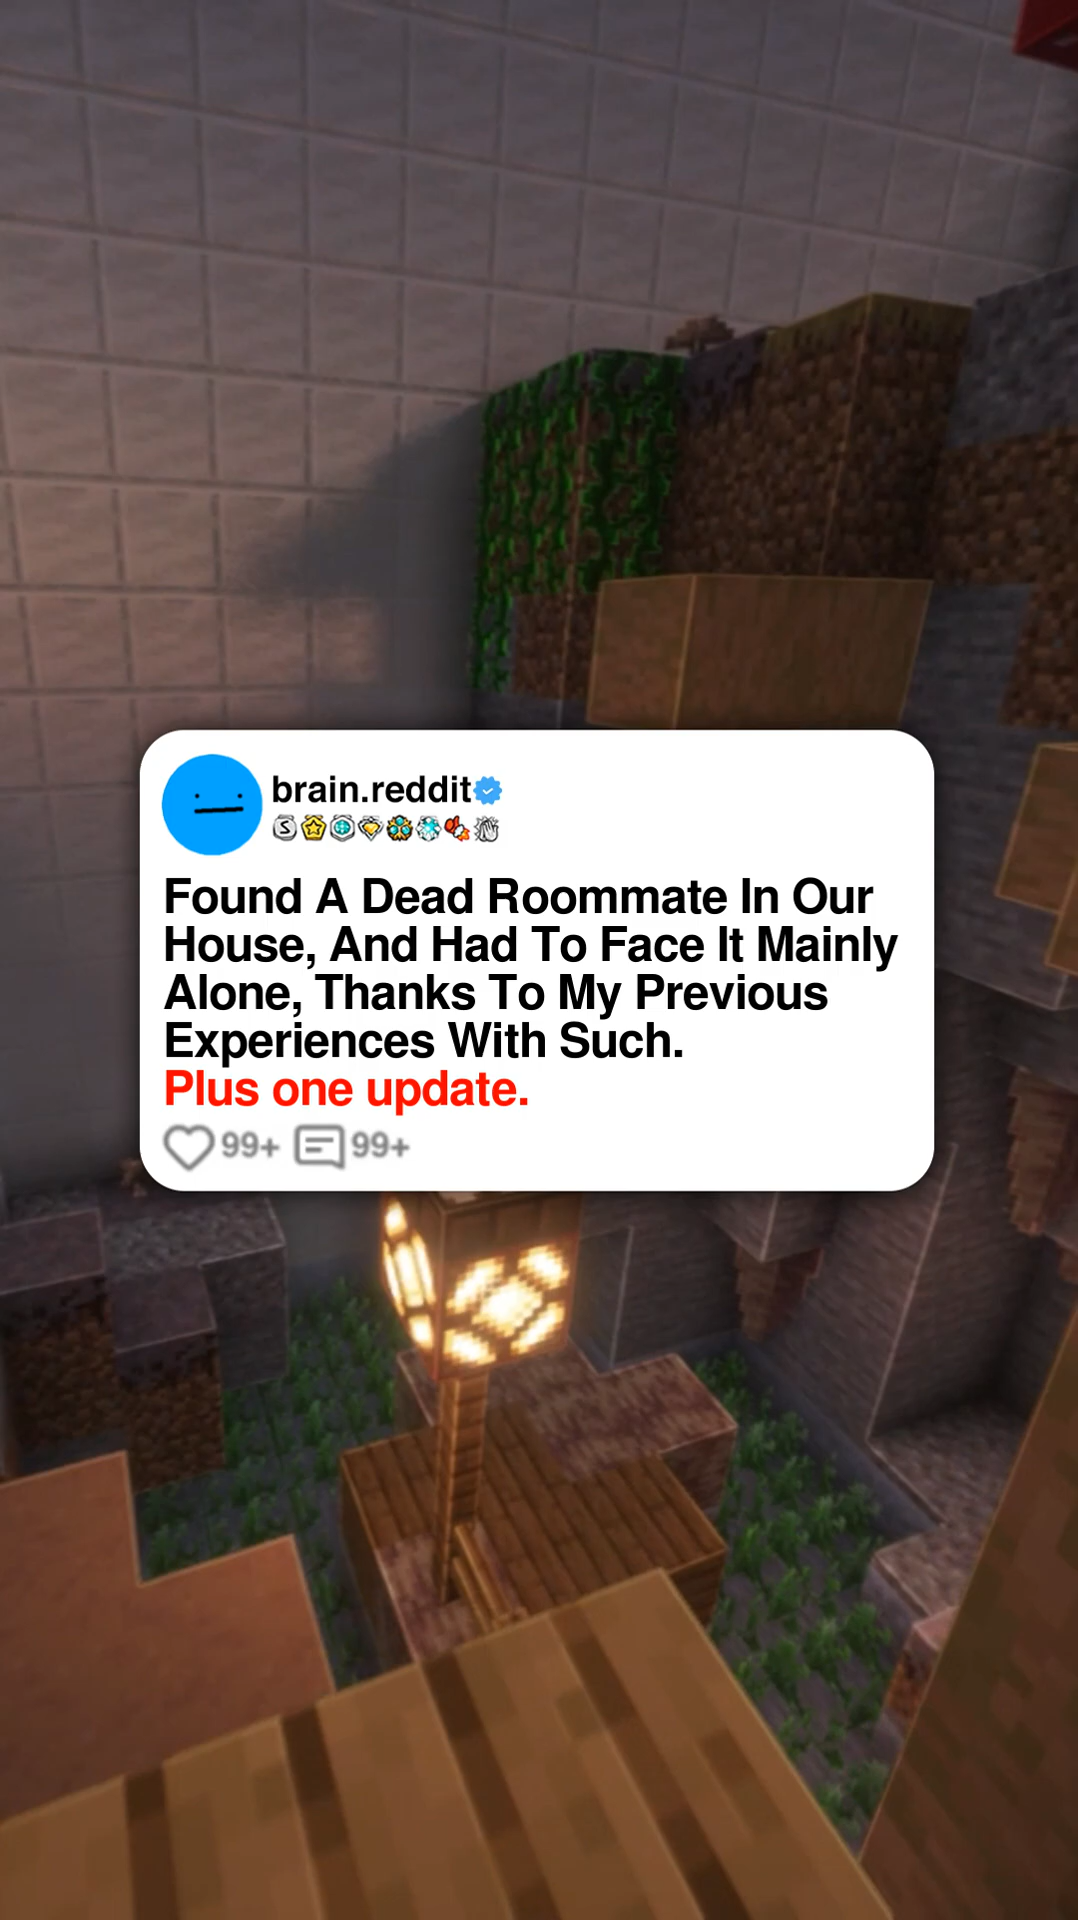 brain.reddit
Found A Dead Roommate In Our
House, And Had To Face It Mainly
Alone, Thanks To My Previous
Experiences With Such.
Plus one update.
99+ 99+